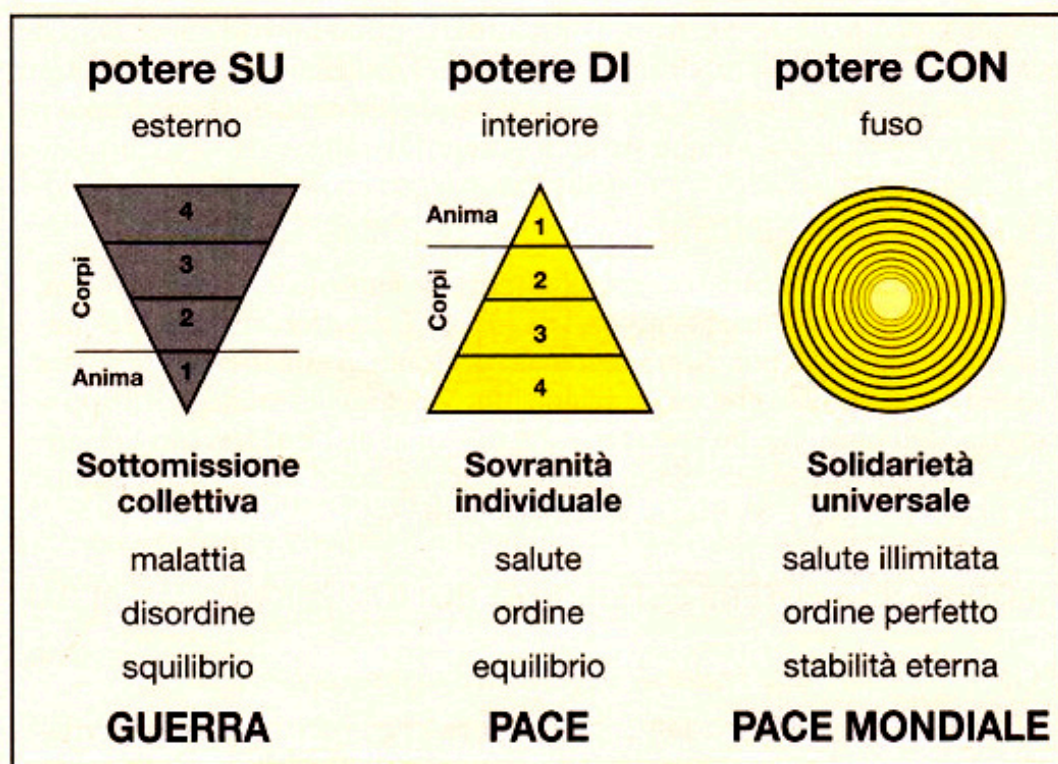 potere SU
esterno
4
3
2
1
Corpi
Anima
Sottomissione
collettiva
malattia
disordine
squilibrio
GUERRA
potere DI
interiore
Anima
Corpi
1
2
3
4
Sovranità
individuale
salute
ordine
equilibrio
PACE
potere CON
fuso
Solidarietà
universale
salute illimitata
ordine perfetto
stabilità eterna
PACE MONDIALE